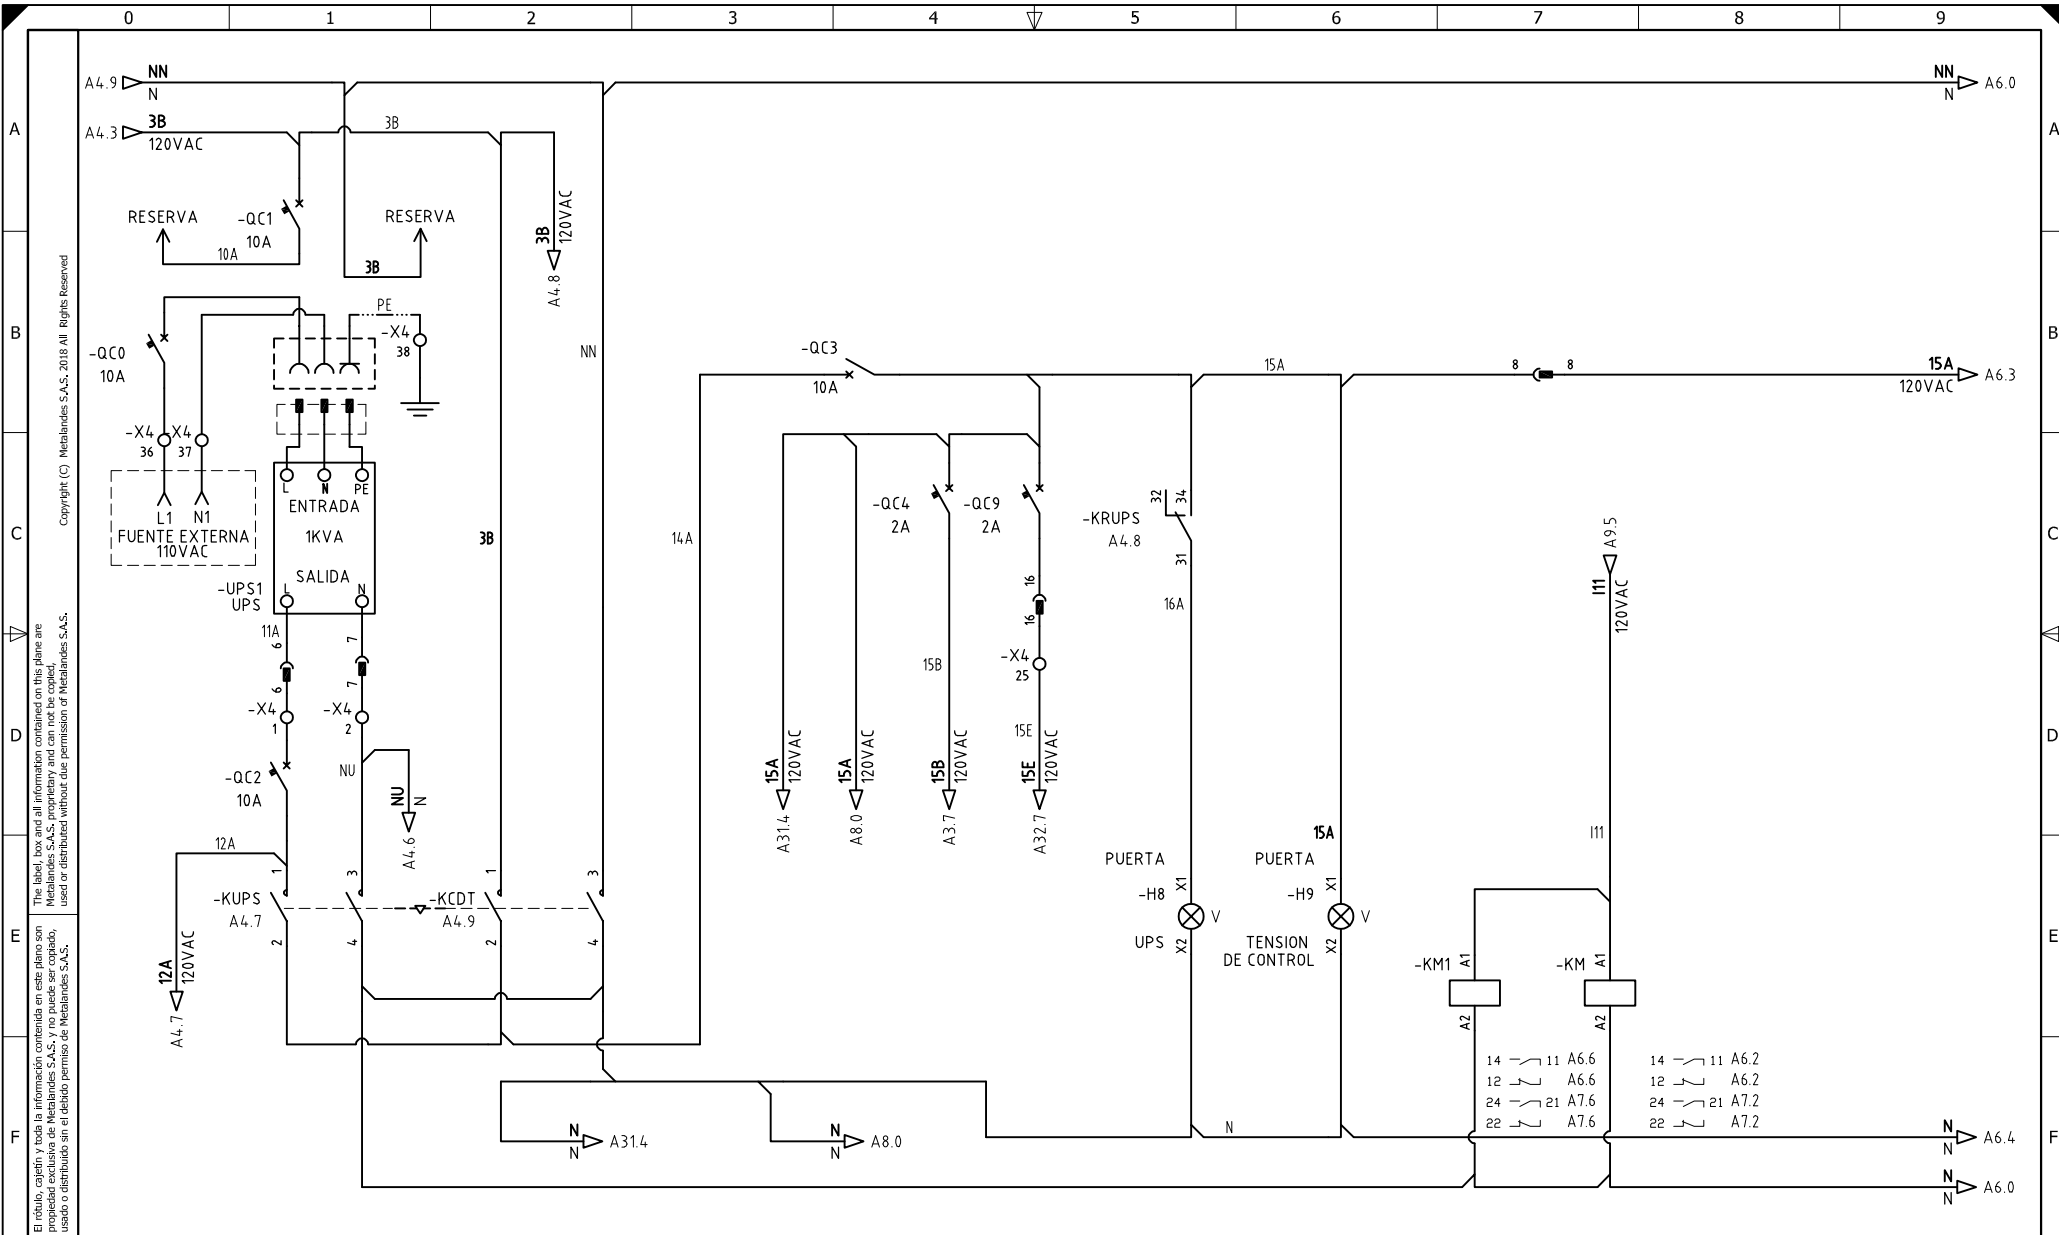 0 1 2 3 4 5 6 7 8 9
A
B
C
D
E
F
A
B
C
D
E
F
A4.9
NN
N
NN
N
A6.0
A4.3
3B
120VAC
3B
RESERVA
-QC1
10A
10A
RESERVA
3B
3B
120VAC
A4.8
PE
-X4
38
-QC0
10A
-X4
36
-X4
37
L1
N1
FUENTE EXTERNA
110VAC
L
N
PE
ENTRADA
1KVA
SALIDA
L
N
-UPS1
UPS
11A
6
6
7
7
-X4
1
-X4
2
-QC2
10A
NU
NU
N
A4.6
12A
12A
120VAC
A4.7
-KUPS
A4.7
1
2
3
4
-KCDT
A4.9
1
2
3
4
3B
NN
14A
-QC3
10A
15A
8
8
15A
120VAC
A6.3
-QC4
2A
-QC9
2A
16
16
-X4
25
15B
15E
15A
120VAC
A31.4
15A
120VAC
A8.0
15B
120VAC
A3.7
15E
120VAC
A32.7
-KRUPS
A4.8
32
34
31
16A
PUERTA
-H8
X1
V
UPS
X2
15A
PUERTA
-H9
X1
V
TENSION
DE CONTROL
X2
A9.5
I11
120VAC
I11
-KM1
A1
A2
-KM
A1
A2
14 11 A6.6
12 A6.6
24 21 A7.6
22 A7.6
14 11 A6.2
12 A6.2
24 21 A7.2
22 A7.2
N
N
A31.4
N
N
A8.0
N
N
N
A6.4
N
N
A6.0
Copyright (C) Metalandes S.A.S. 2018 All Rights Reserved
The label, box and all information contained on this plane are
Metalandes S.A.S. proprietary and can not be copied,
used or distributed without due permission of Metalandes S.A.S.
El rótulo, cajetín y toda la información contenida en este plano son
propiedad exclusiva de Metalandes S.A.S. y no puede ser copiado,
usado o distribuido sin el debido permiso de Metalandes S.A.S.